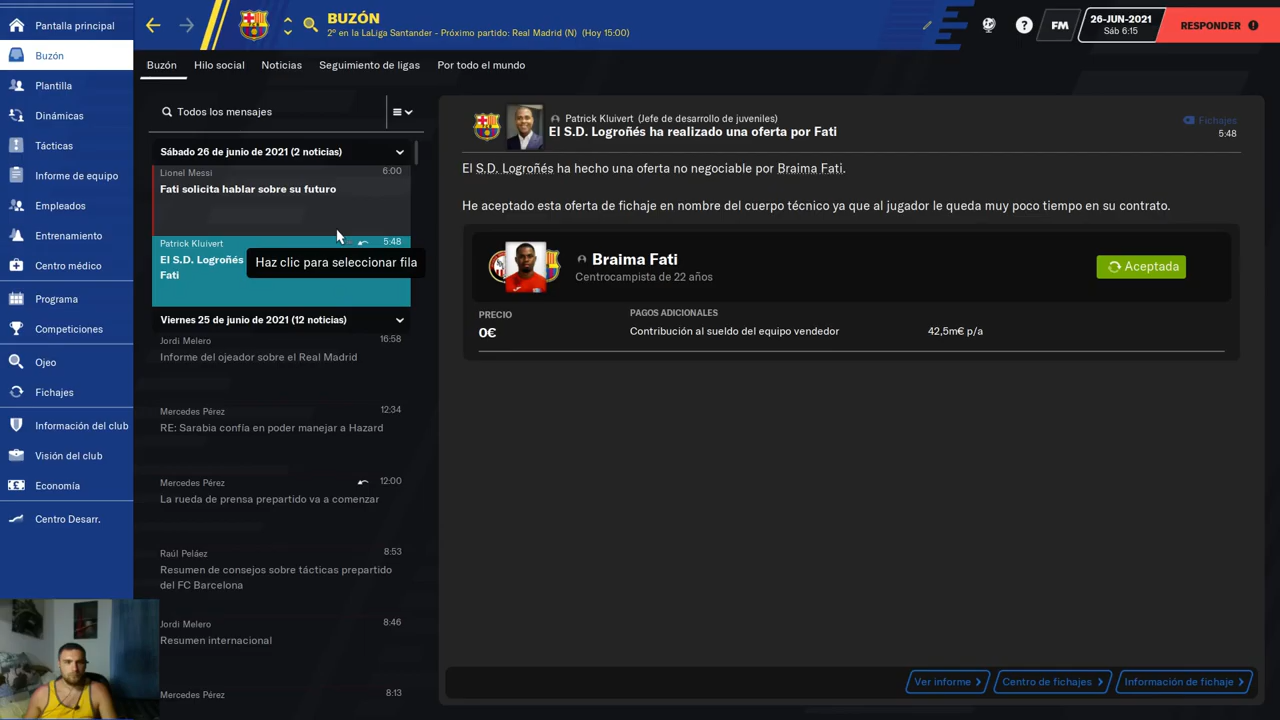 Pantalla principal
Buzón
Plantilla
Dinámicas
Tácticas
Informe de equipo
Empleados
Entrenamiento
Centro médico
Programa
Competiciones
Ojeo
Fichajes
Información del club
Visión del club
Economía
Centro Desarr.
BUZÓN
2º en la LaLiga Santander - Próximo partido: Real Madrid (N) (Hoy 15:00)
FM
26-JUN-2021
Sáb 6:15
RESPONDER
Buzón Hilo social Noticias Seguimiento de ligas Por todo el mundo
Todos los mensajes
Sábado 26 de junio de 2021 (2 noticias)
Lionel Messi 6:00
Fati solicita hablar sobre su futuro
Patrick Kluivert 5:48
El S.D. Logroñés
Fati
Haz clic para seleccionar fila
Viernes 25 de junio de 2021 (12 noticias)
Jordi Melero 16:58
Informe del ojeador sobre el Real Madrid
Mercedes Pérez 12:34
RE: Sarabia confía en poder manejar a Hazard
Mercedes Pérez 12:00
La rueda de prensa prepartido va a comenzar
Raúl Peláez 8:53
Resumen de consejos sobre tácticas prepartido
del FC Barcelona
Jordi Melero 8:46
Resumen internacional
Mercedes Pérez 8:13
Patrick Kluivert (Jefe de desarrollo de juveniles)
El S.D. Logroñés ha realizado una oferta por Fati
Fichajes
5:48
El S.D. Logroñés ha hecho una oferta no negociable por Braima Fati.
He aceptado esta oferta de fichaje en nombre del cuerpo técnico ya que al jugador le queda muy poco tiempo en su contrato.
Braima Fati
Centrocampista de 22 años
Aceptada
PRECIO
0€
PAGOS ADICIONALES
Contribución al sueldo del equipo vendedor 42,5m€ p/a
Ver informe
Centro de fichajes
Información de fichaje